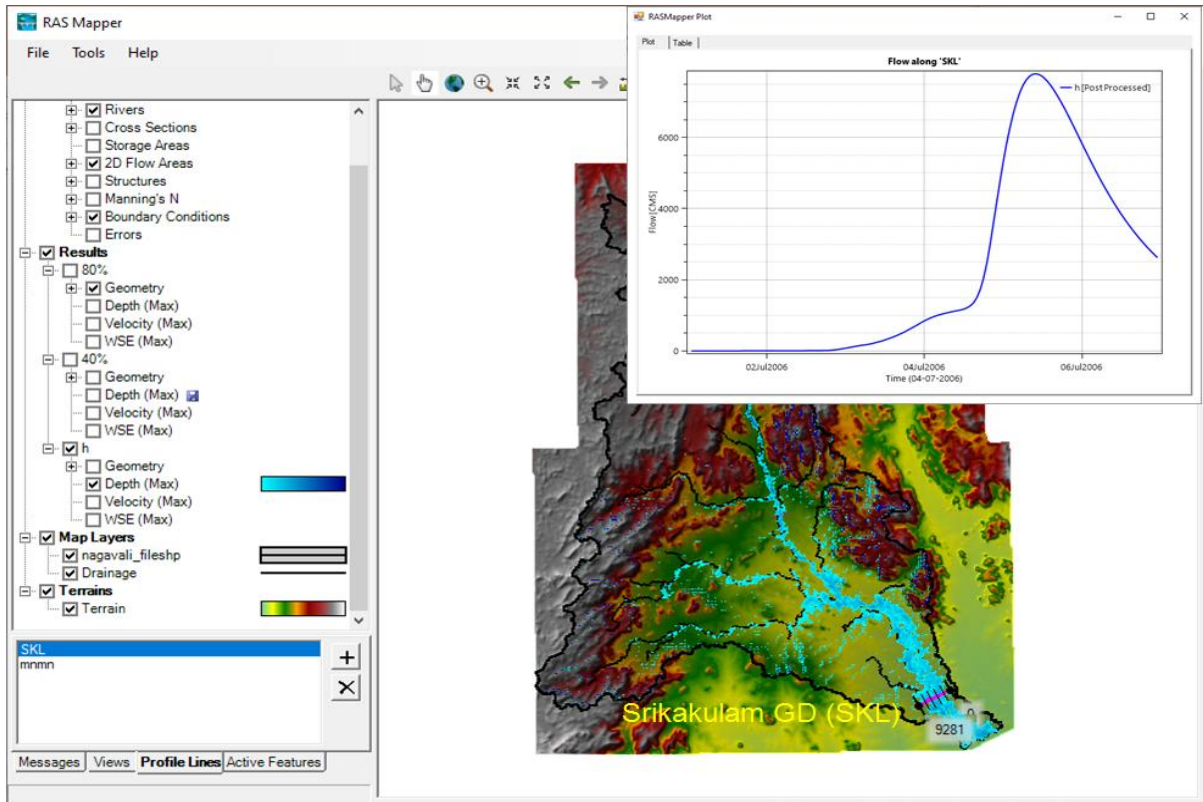 RAS Mapper
File Tools Help
Rivers
Cross Sections
Storage Areas
2D Flow Areas
Structures
Manning's N
Boundary Conditions
Errors
Results
80%
Geometry
Depth (Max)
Velocity (Max)
WSE (Max)
40%
Geometry
Depth (Max)
Velocity (Max)
WSE (Max)
h
Geometry
Depth (Max)
Velocity (Max)
WSE (Max)
Map Layers
nagavali_fileshp
Drainage
Terrains
Terrain
SKL
mnmn
Messages Views Profile Lines Active Features
RASMapper Plot
Plot Table
Flow along 'SKL'
h [Post Processed]
Flow [CMS]
6000
4000
2000
0
02Jul2006 04Jul2006 06Jul2006
Time (04-07-2006)
Srikakulam GD (SKL)
0
9281